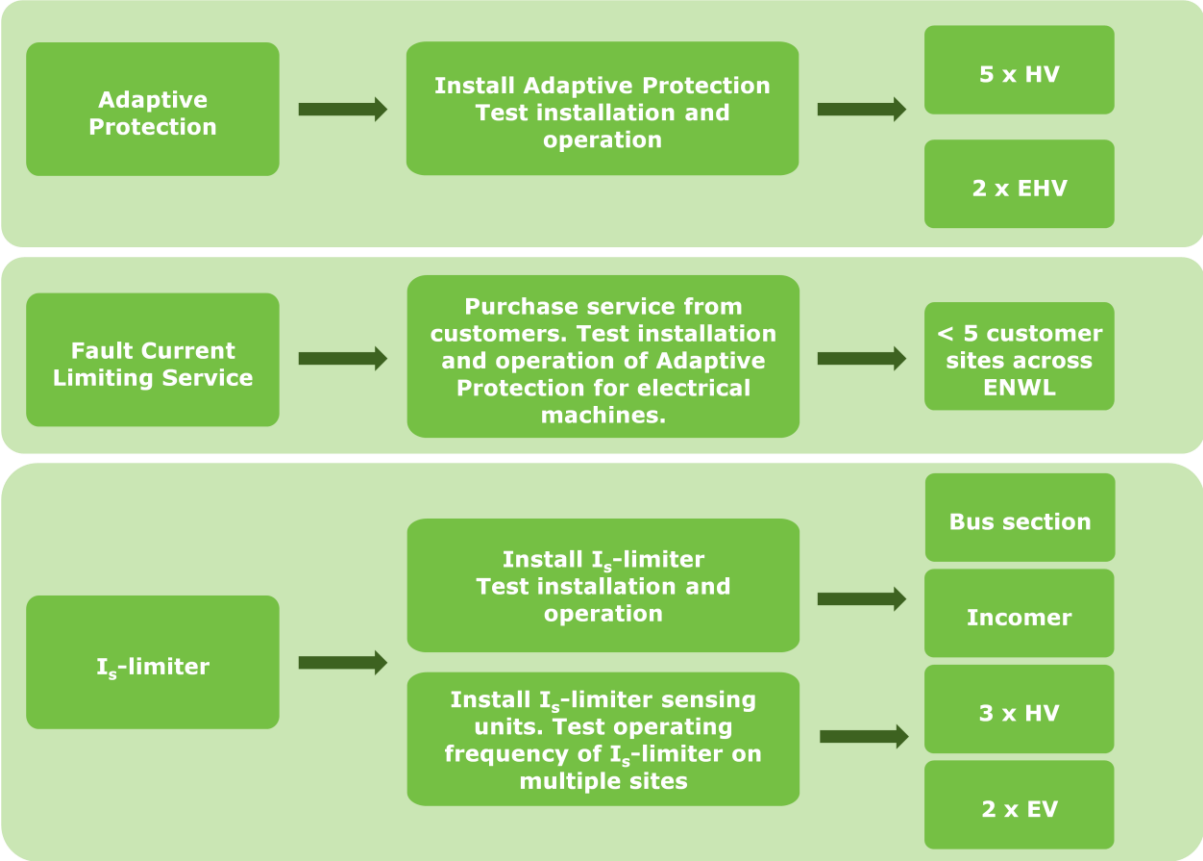 Adaptive
Protection
Install Adaptive Protection
Test installation and
operation
5 x HV
2 x EHV
Fault Current
Limiting Service
Purchase service from
customers. Test installation
and operation of Adaptive
Protection for electrical
machines.
< 5 customer
sites across
ENWL
Is-limiter
Install Is-limiter
Test installation and
operation
Bus section
Incomer
Install Is-limiter sensing
units. Test operating
frequency of Is-limiter on
multiple sites
3 x HV
2 x EV